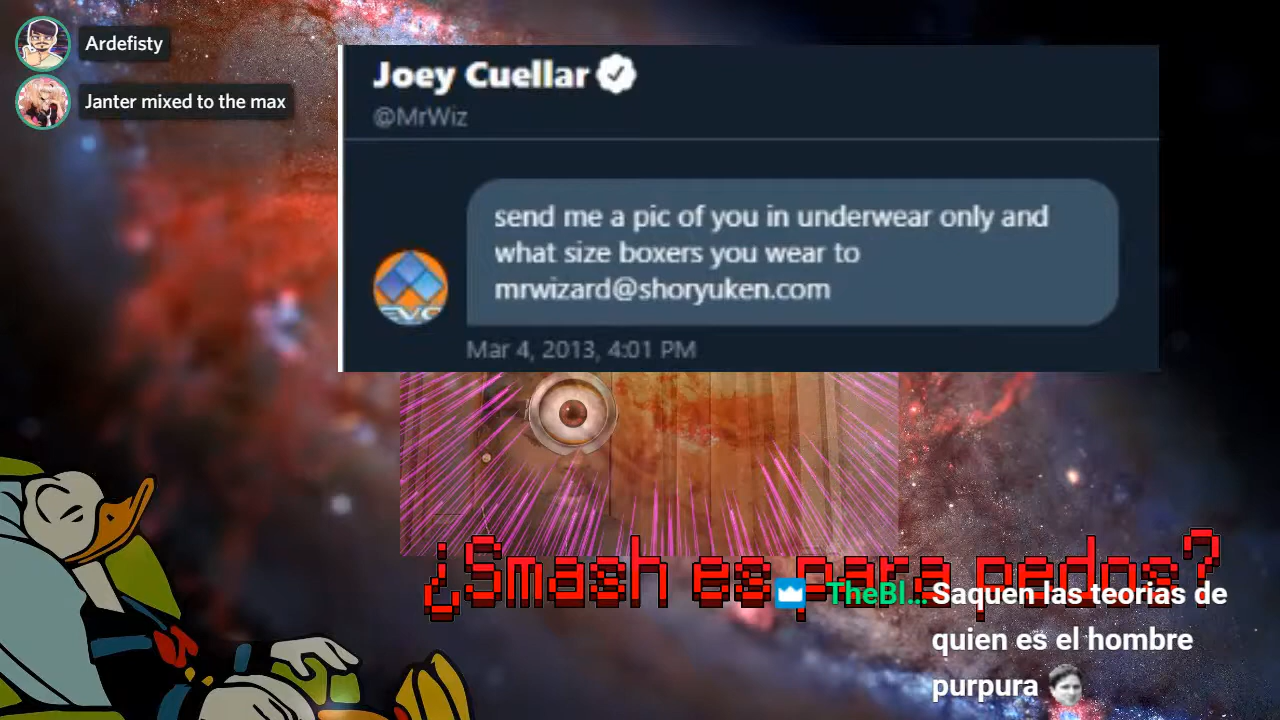 Ardefisty
Janter mixed to the max
Joey Cuellar
@MrWiz
send me a pic of you in underwear only and
what size boxers you wear to
mrwizard@shoryuken.com
EVO
Mar 4, 2013, 4:01 PM
¿Smash es para pedos?
TheBl... Saquen las teorias de
quien es el hombre
purpura